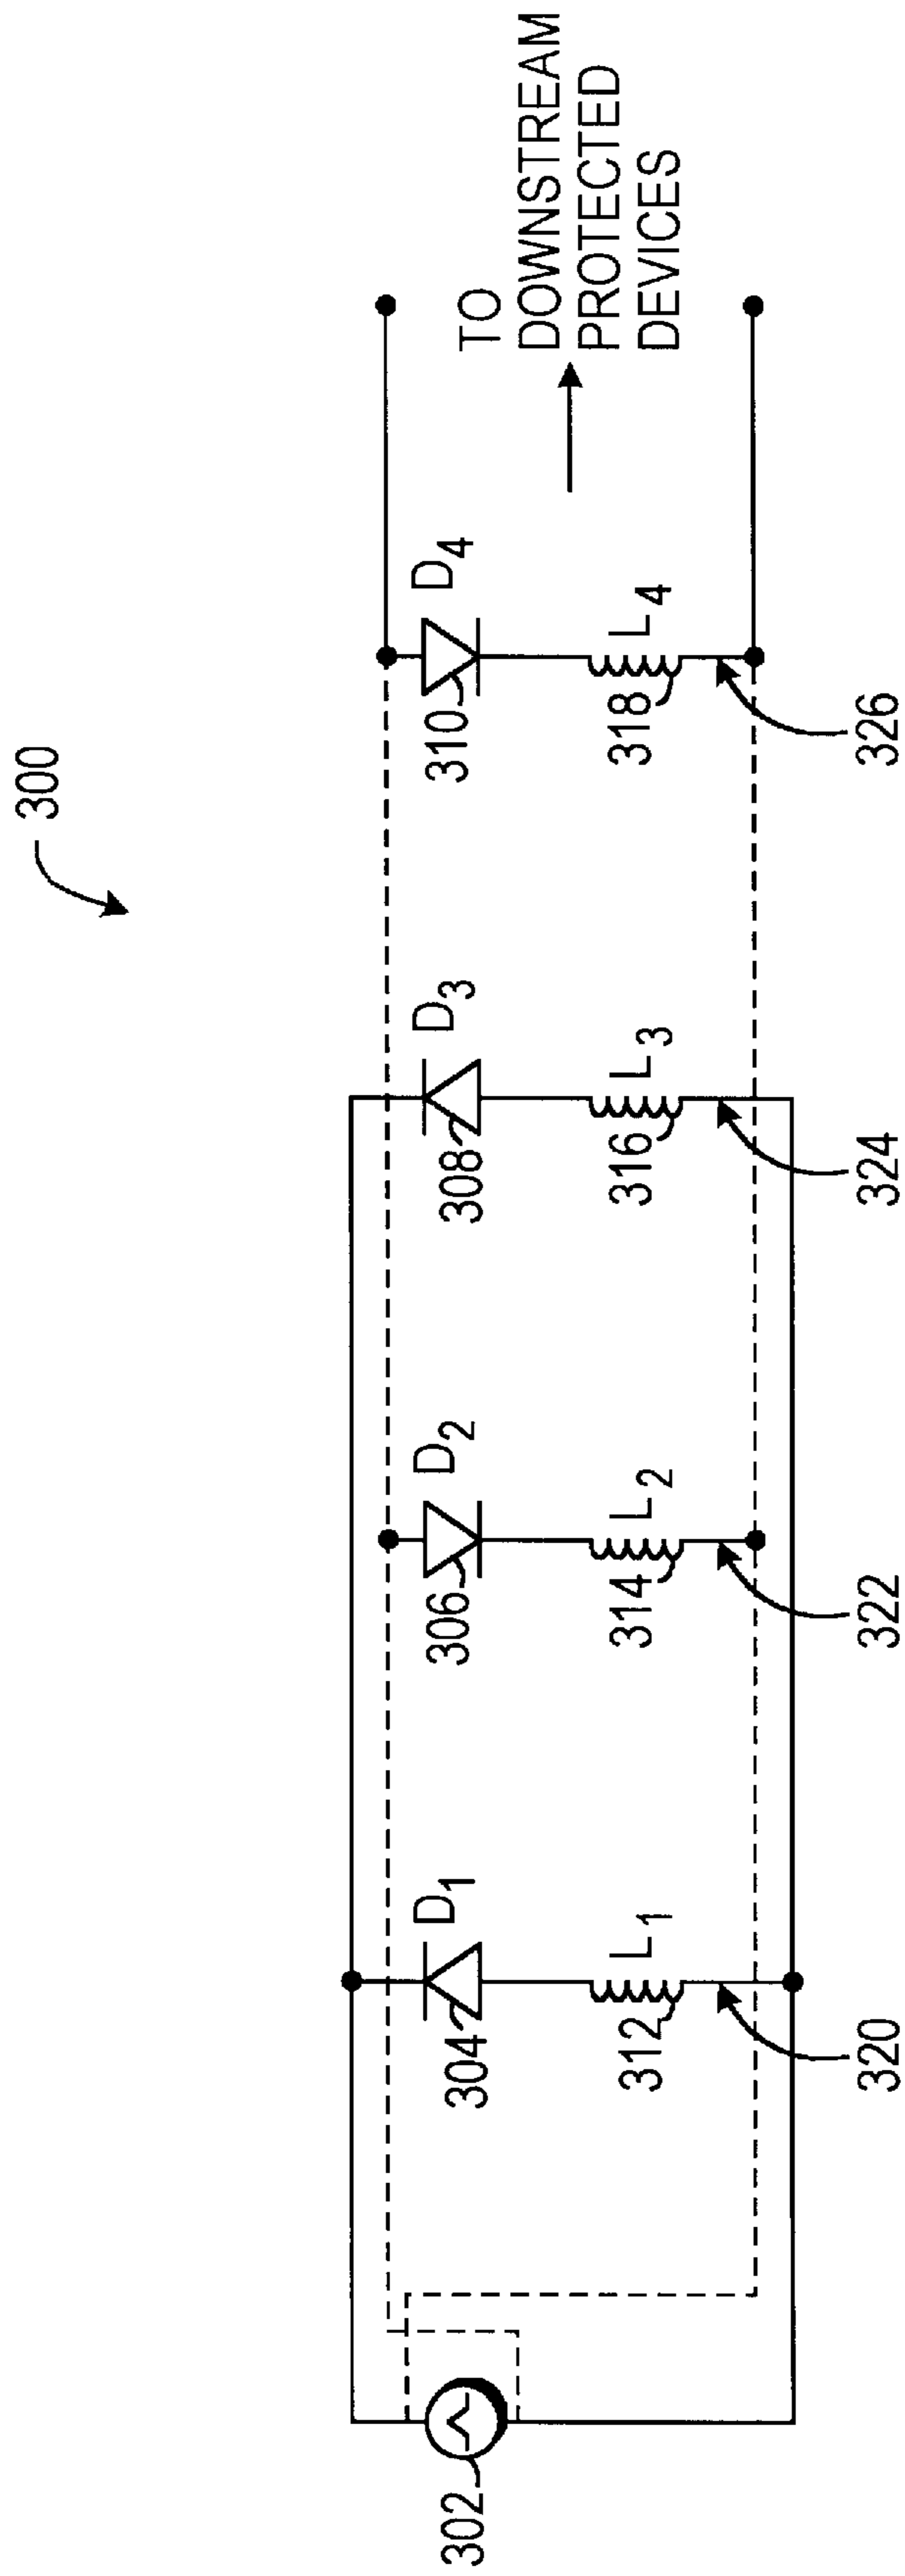 300
TO
DOWNSTREAM
PROTECTED
DEVICES
D1
D2
D3
D4
304
306
308
310
L1
L2
L3
L4
302
312
314
316
318
320
322
324
326